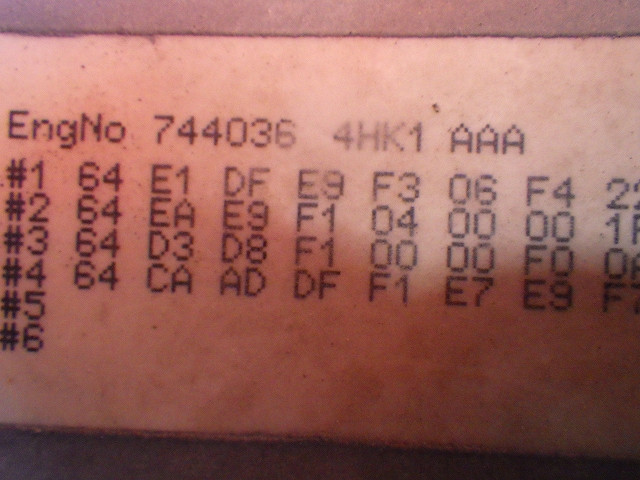 EngNo 744036 4HK1 AAA
#1 64 E1 DF E9 F3 06 F4 22
#2 64 EA E9 F1 04 00 00
#3 64 D3 D8 F1 00 00 F0
#4 64 CA AD DF F1 E7 E9
#5
#6